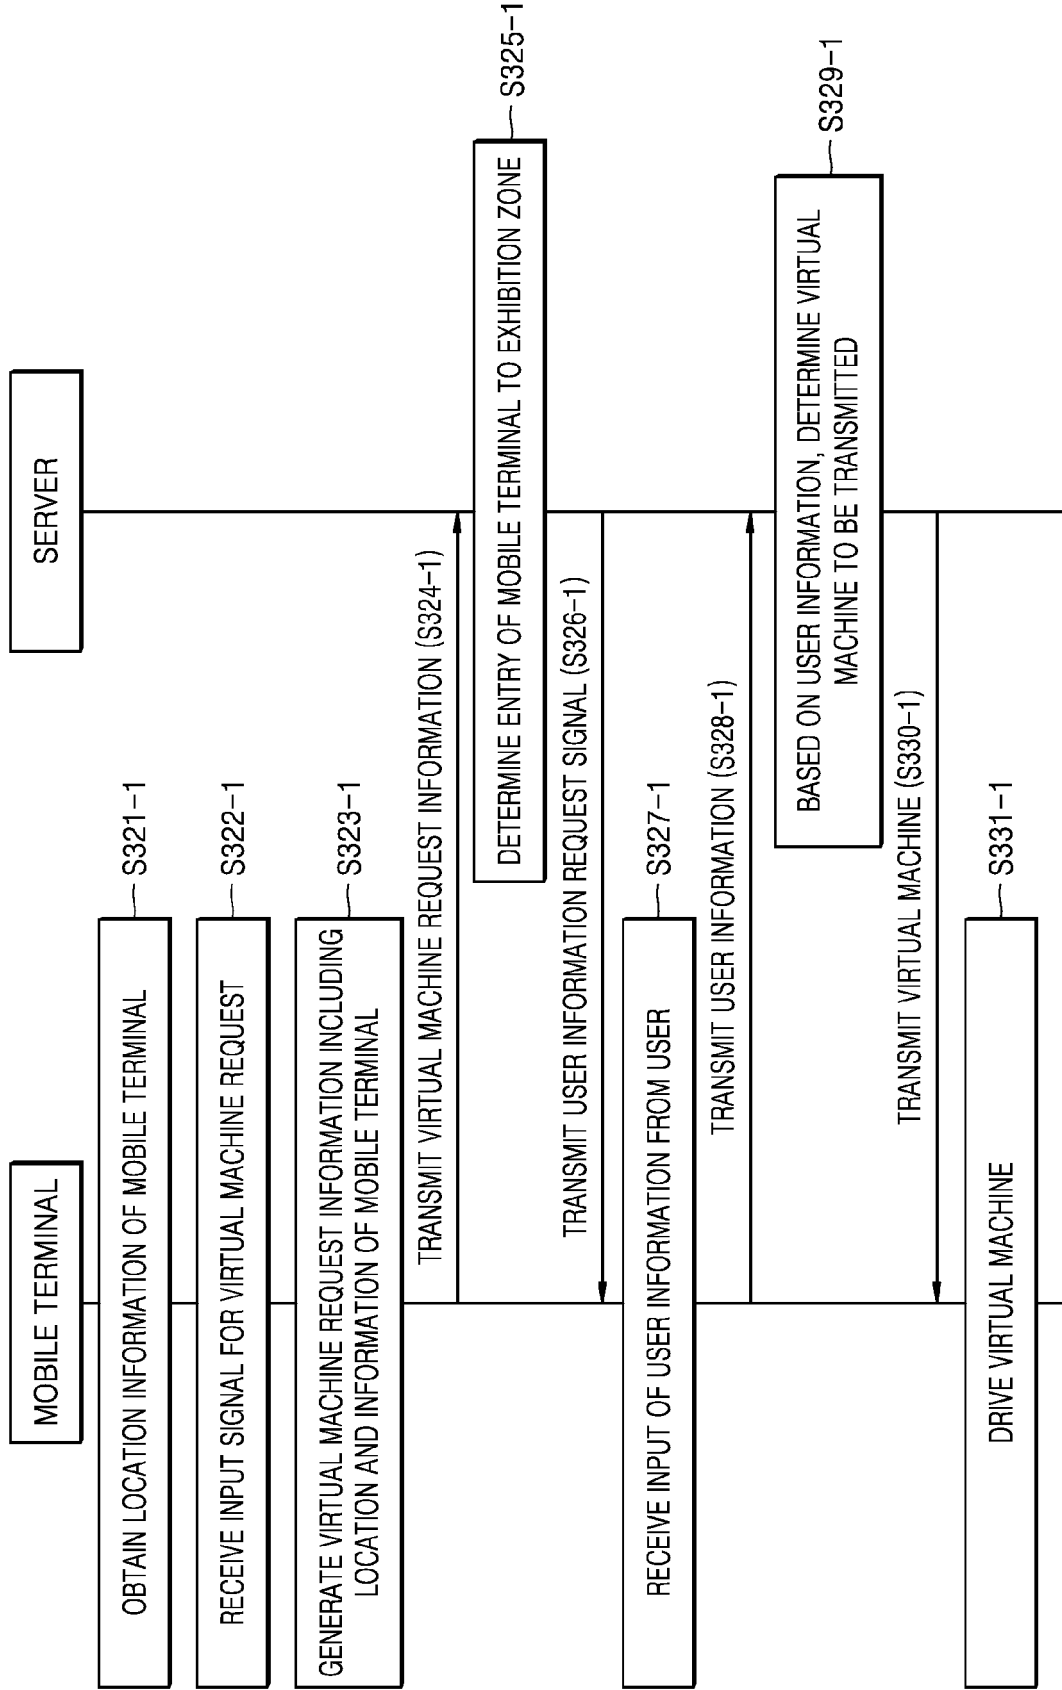 MOBILE TERMINAL
SERVER
OBTAIN LOCATION INFORMATION OF MOBILE TERMINAL
S321-1
RECEIVE INPUT SIGNAL FOR VIRTUAL MACHINE REQUEST
S322-1
GENERATE VIRTUAL MACHINE REQUEST INFORMATION INCLUDING
LOCATION AND INFORMATION OF MOBILE TERMINAL
S323-1
TRANSMIT VIRTUAL MACHINE REQUEST INFORMATION (S324-1)
DETERMINE ENTRY OF MOBILE TERMINAL TO EXHIBITION ZONE
S325-1
TRANSMIT USER INFORMATION REQUEST SIGNAL (S326-1)
RECEIVE INPUT OF USER INFORMATION FROM USER
S327-1
TRANSMIT USER INFORMATION (S328-1)
BASED ON USER INFORMATION, DETERMINE VIRTUAL
MACHINE TO BE TRANSMITTED
S329-1
TRANSMIT VIRTUAL MACHINE (S330-1)
DRIVE VIRTUAL MACHINE
S331-1